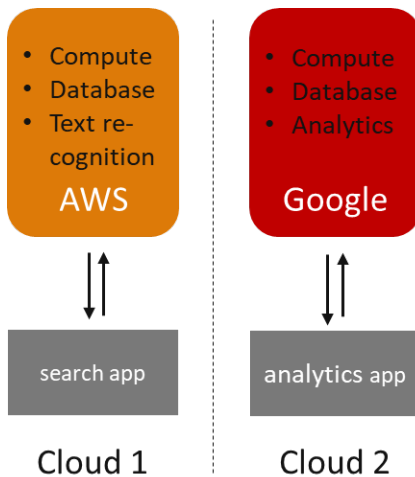 • Compute
• Database
• Text re-
cognition
AWS
search app
Cloud 1
• Compute
• Database
• Analytics
Google
analytics app
Cloud 2